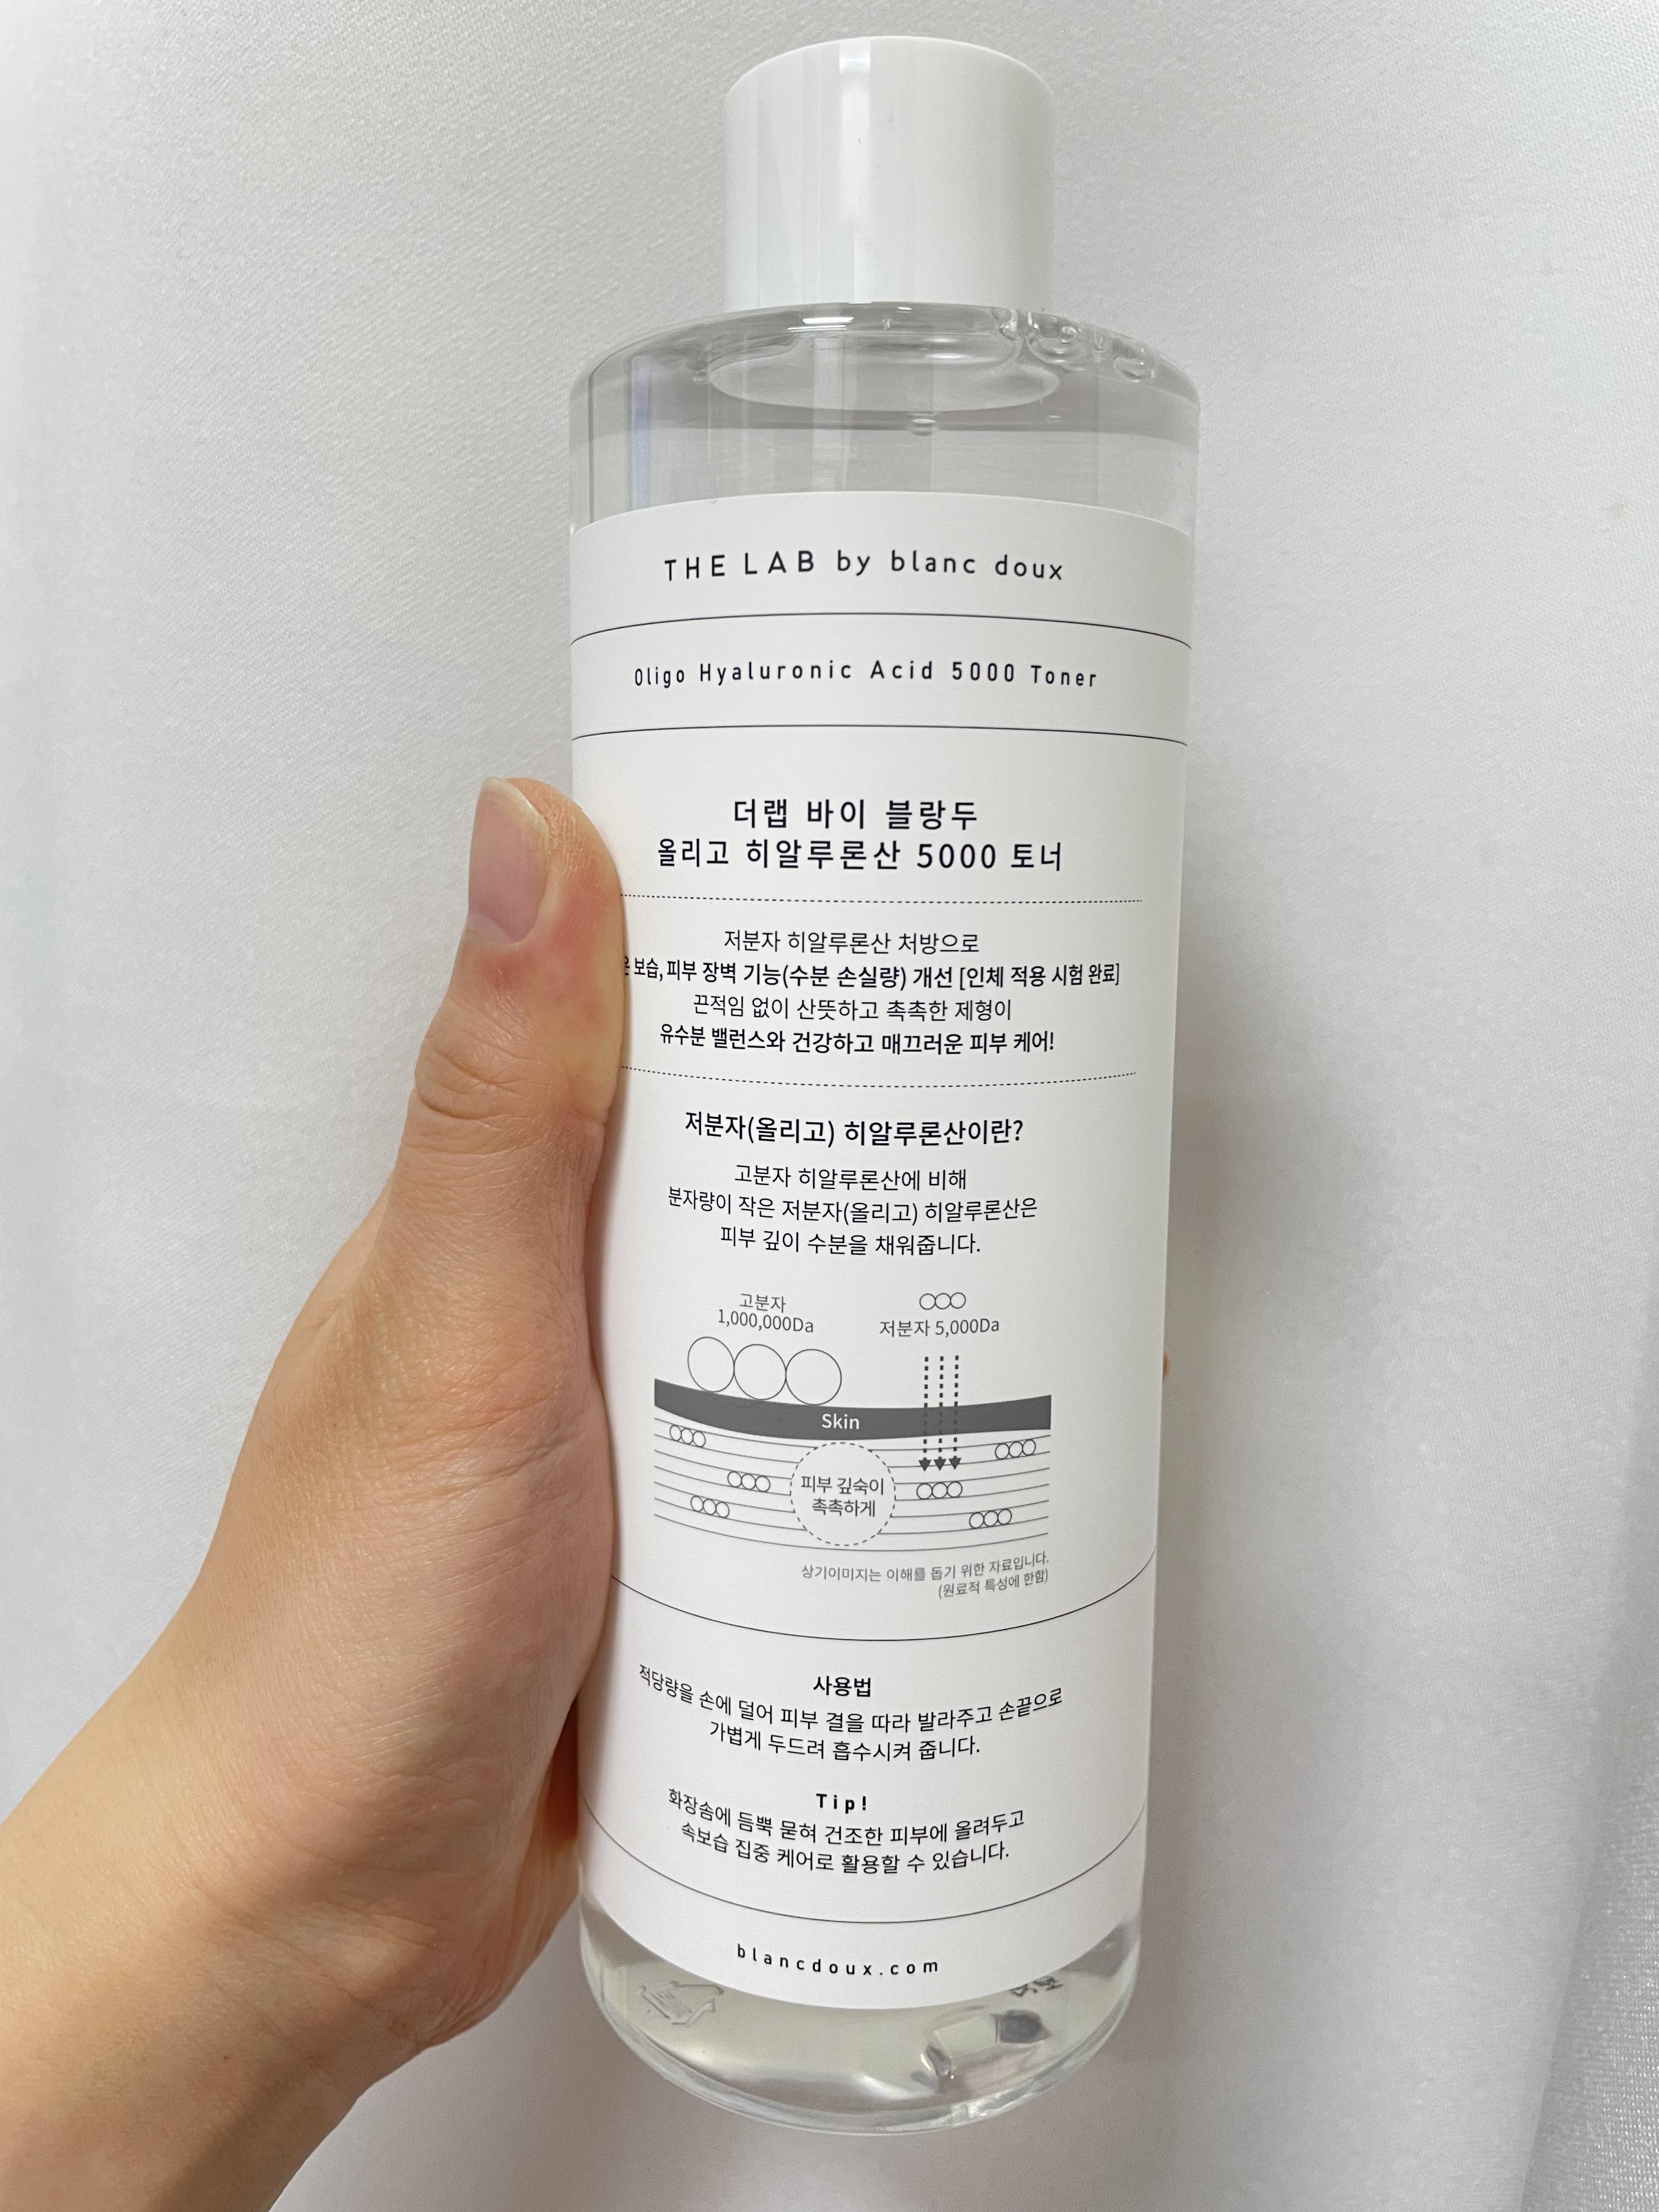 THE LAB by blanc doux
Oligo Hyaluronic Acid 5000 Toner
더랩 바이 블랑두
올리고 히알루론산 5000 토너
저분자 히알루론산 처방으로
보습, 피부 장벽 기능(수분 손실량) 개선 [인체 적용 시험 완료]
끈적임 없이 산뜻하고 촉촉한 제형이
유수분 밸런스와 건강하고 매끄러운 피부 케어!
저분자(올리고) 히알루론산이란?
고분자 히알루론산에 비해
분자량이 작은 저분자(올리고) 히알루론산은
피부 깊이 수분을 채워줍니다.
고분자
1,000,000Da
저분자 5,000Da
Skin
피부 깊숙이
촉촉하게
상기이미지는 이해를 돕기 위한 자료입니다.
(원료적 특성에 한함)
사용법
적당량을 손에 덜어 피부 결을 따라 발라주고 손끝으로
가볍게 두드려 흡수시켜 줍니다.
Tip!
화장솜에 듬뿍 묻혀 건조한 피부에 올려두고
속보습 집중 케어로 활용할 수 있습니다.
blancdoux.com